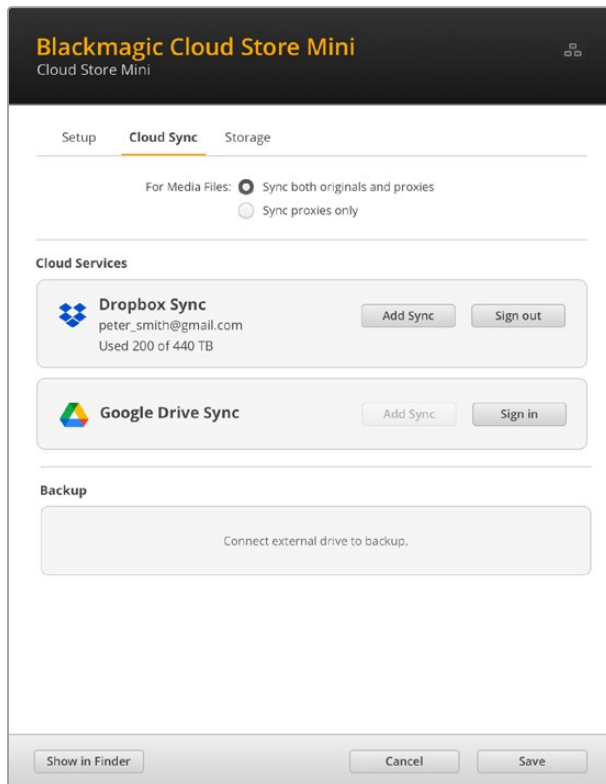 Blackmagic Cloud Store Mini
Cloud Store Mini
Setup Cloud Sync Storage
For Media Files: Sync both originals and proxies
Sync proxies only
Cloud Services
Dropbox Sync
peter_smith@gmail.com
Used 200 of 440 TB
Add Sync Sign out
Google Drive Sync Add Sync Sign in
Backup
Connect external drive to backup.
Show in Finder Cancel Save